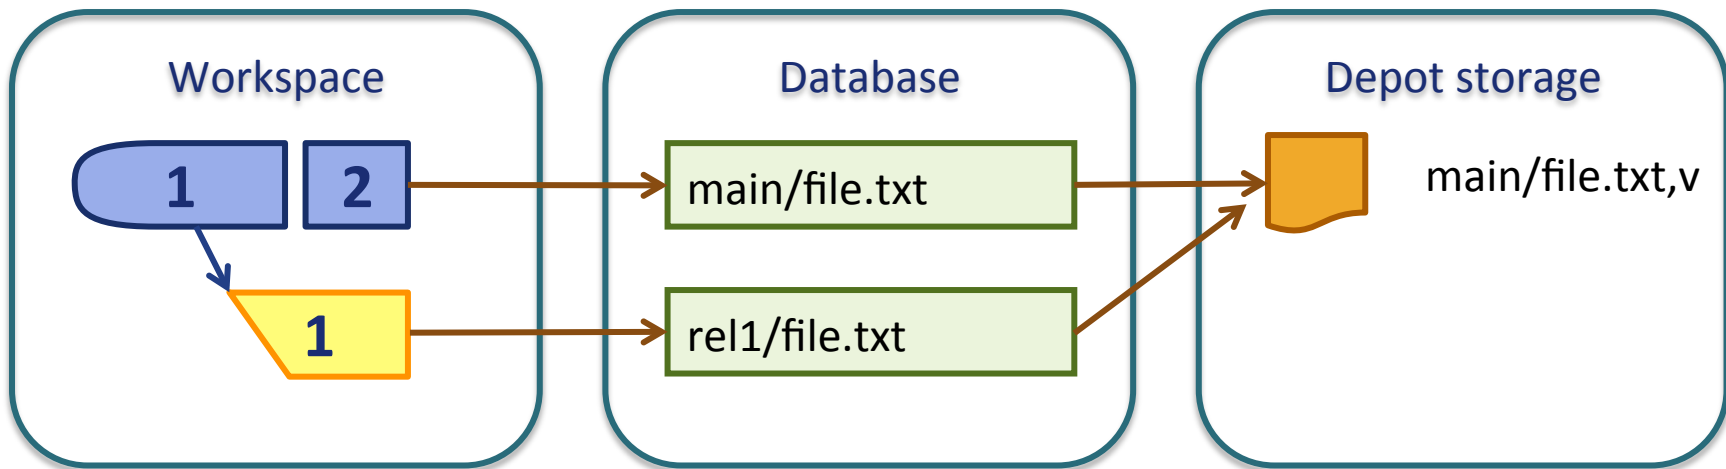 Workspace
Database
Depot storage
1 2
main/file.txt
main/file.txt,v
1
rel1/file.txt